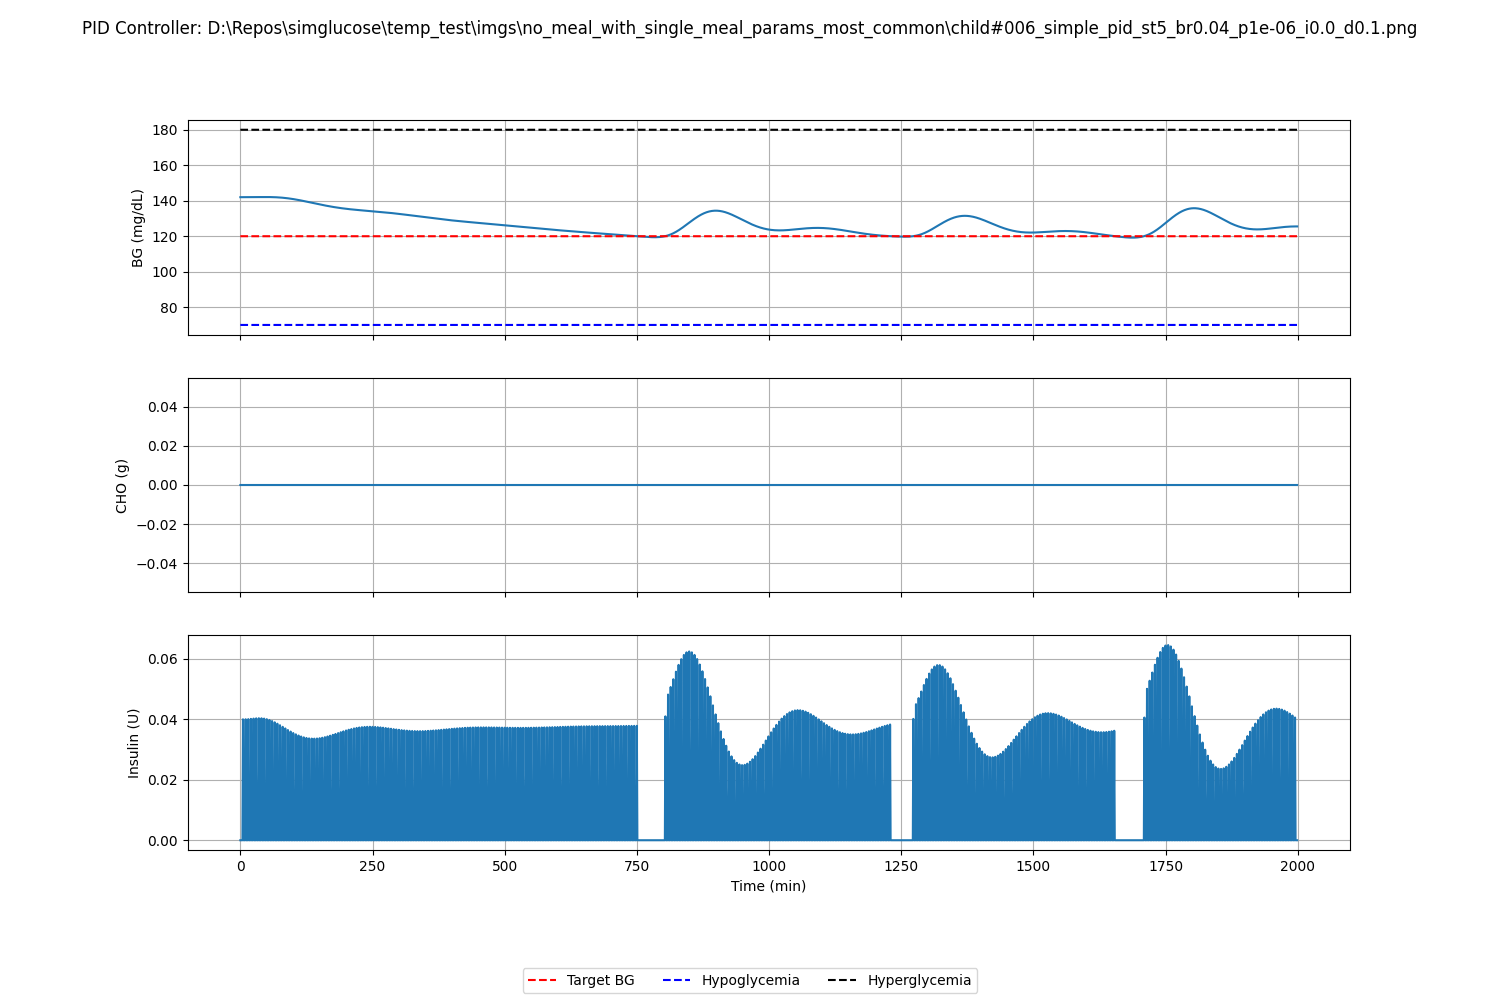 PID Controller: D:\Repos\simglucose\temp_test\imgs\no_meal_with_single_meal_params_most_common\child#006_simple_pid_st5_br0.04_p1e-06_i0.0_d0.1.png
180
160
140
120
100
80
BG (mg/dL)
0.04
0.02
0.00
−0.02
−0.04
CHO (g)
0.06
0.04
0.02
0.00
Insulin (U)
0 250 500 750 1000 1250 1500 1750 2000
Time (min)
Target BG Hypoglycemia Hyperglycemia